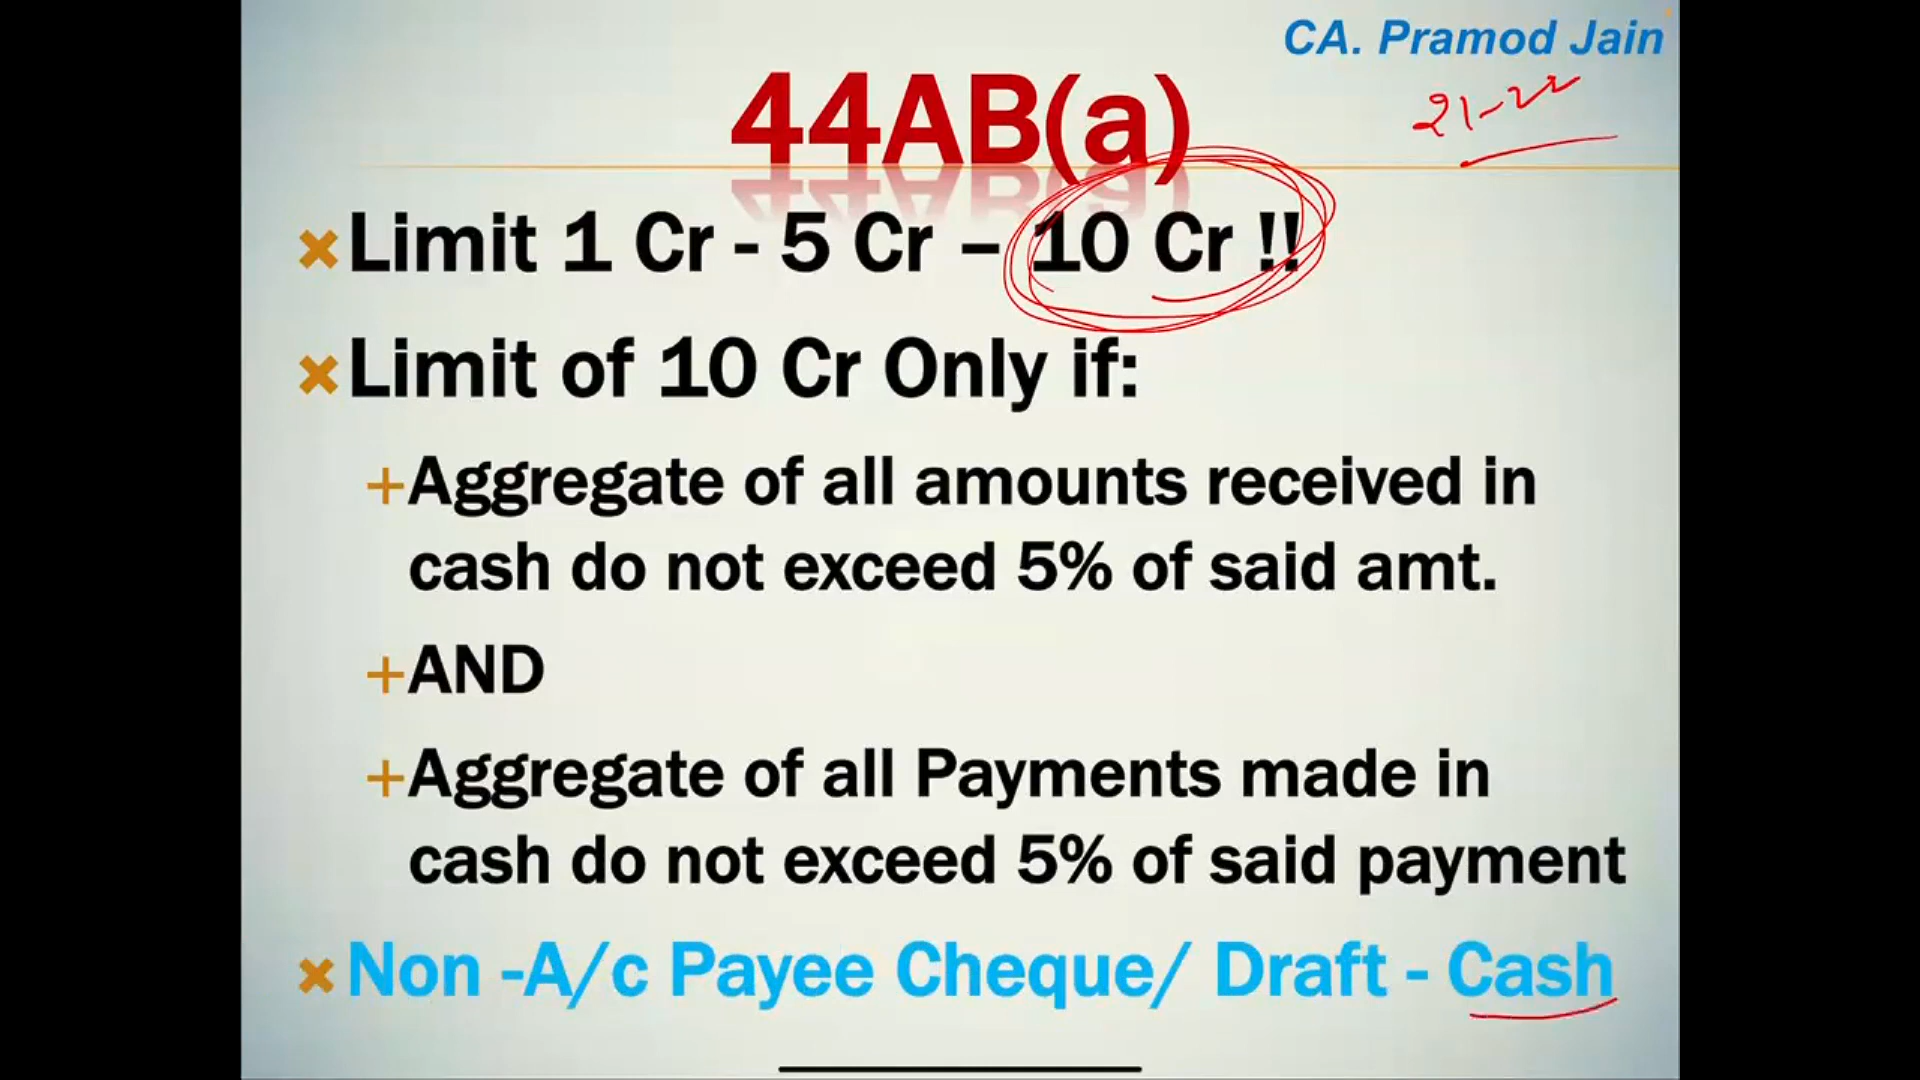 CA. Pramod Jain
21-22
44AB(a)
Limit 1 Cr - 5 Cr – 10 Cr !!
Limit of 10 Cr Only if:
+Aggregate of all amounts received in
cash do not exceed 5% of said amt.
+AND
+Aggregate of all Payments made in
cash do not exceed 5% of said payment
Non -A/c Payee Cheque/ Draft - Cash